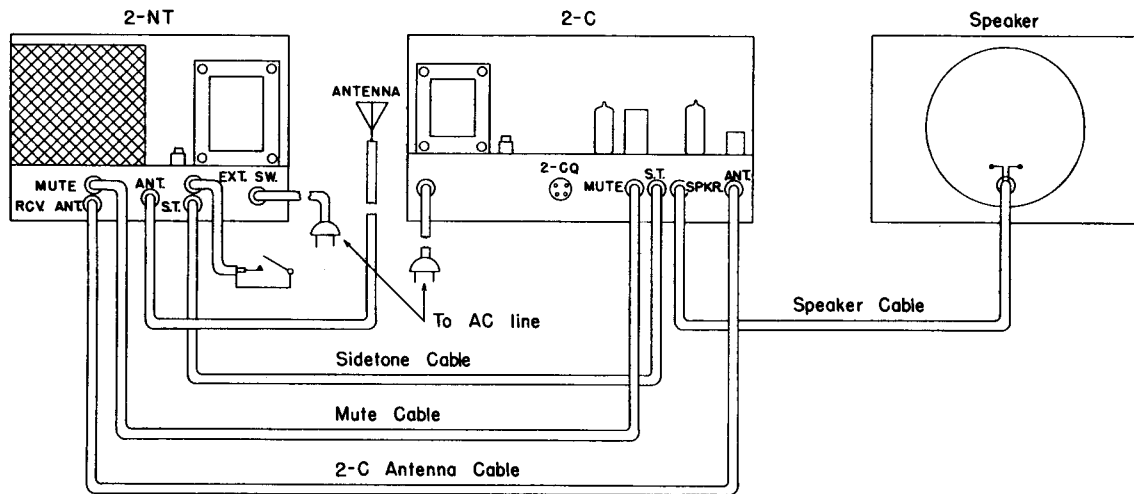 2-NT
2-C
Speaker
ANTENNA
MUTE
ANT.
EXT. SW.
RCV. ANT.
S.T.
2-CQ
MUTE
S.T.
SPKR.
ANT.
To AC line
Speaker Cable
Sidetone Cable
Mute Cable
2-C Antenna Cable